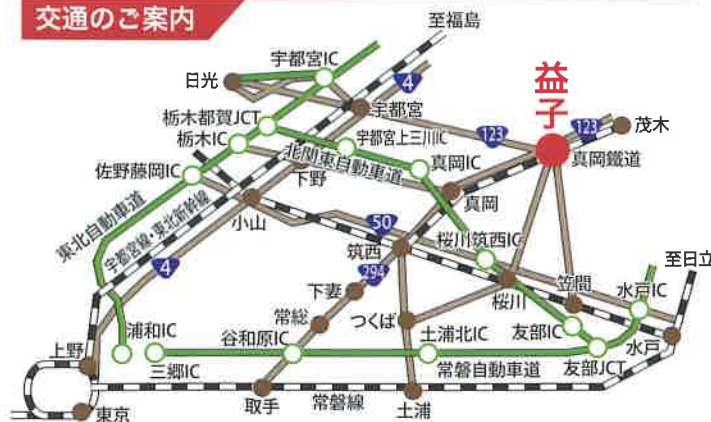 交通のご案内
至福島
宇都宮IC
日光
4
益子
宇都宮
123
123
茂木
栃木都賀JCT
栃木IC
宇都宮上三川IC
北関東自動車道
真岡IC
真岡鐵道
佐野藤岡IC
下野
真岡
東北自動車道
宇都宮線・東北新幹線
小山
50
筑西
桜川筑西IC
至日立
4
294
下妻
桜川
笠間
水戸IC
常総
つくば
浦和IC
谷和原IC
土浦北IC
友部IC
水戸
上野
三郷IC
常磐自動車道
友部JCT
取手
常磐線
土浦
東京